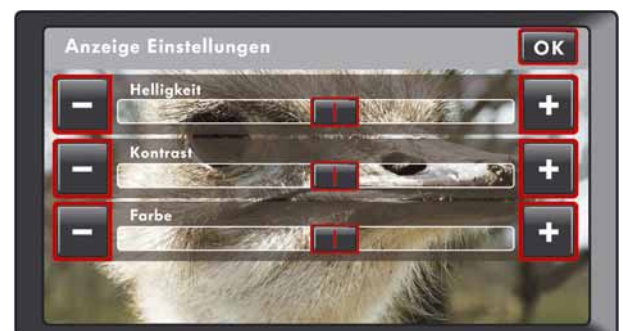 Anzeige Einstellungen OK
Helligkeit
− +
Kontrast
− +
Farbe
− +